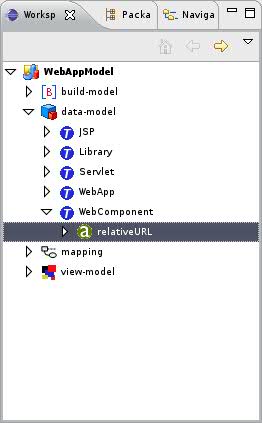 Worksp Packa Naviga
WebAppModel
[B] build-model
data-model
T JSP
T Library
T Servlet
T WebApp
T WebComponent
a relativeURL
mapping
view-model